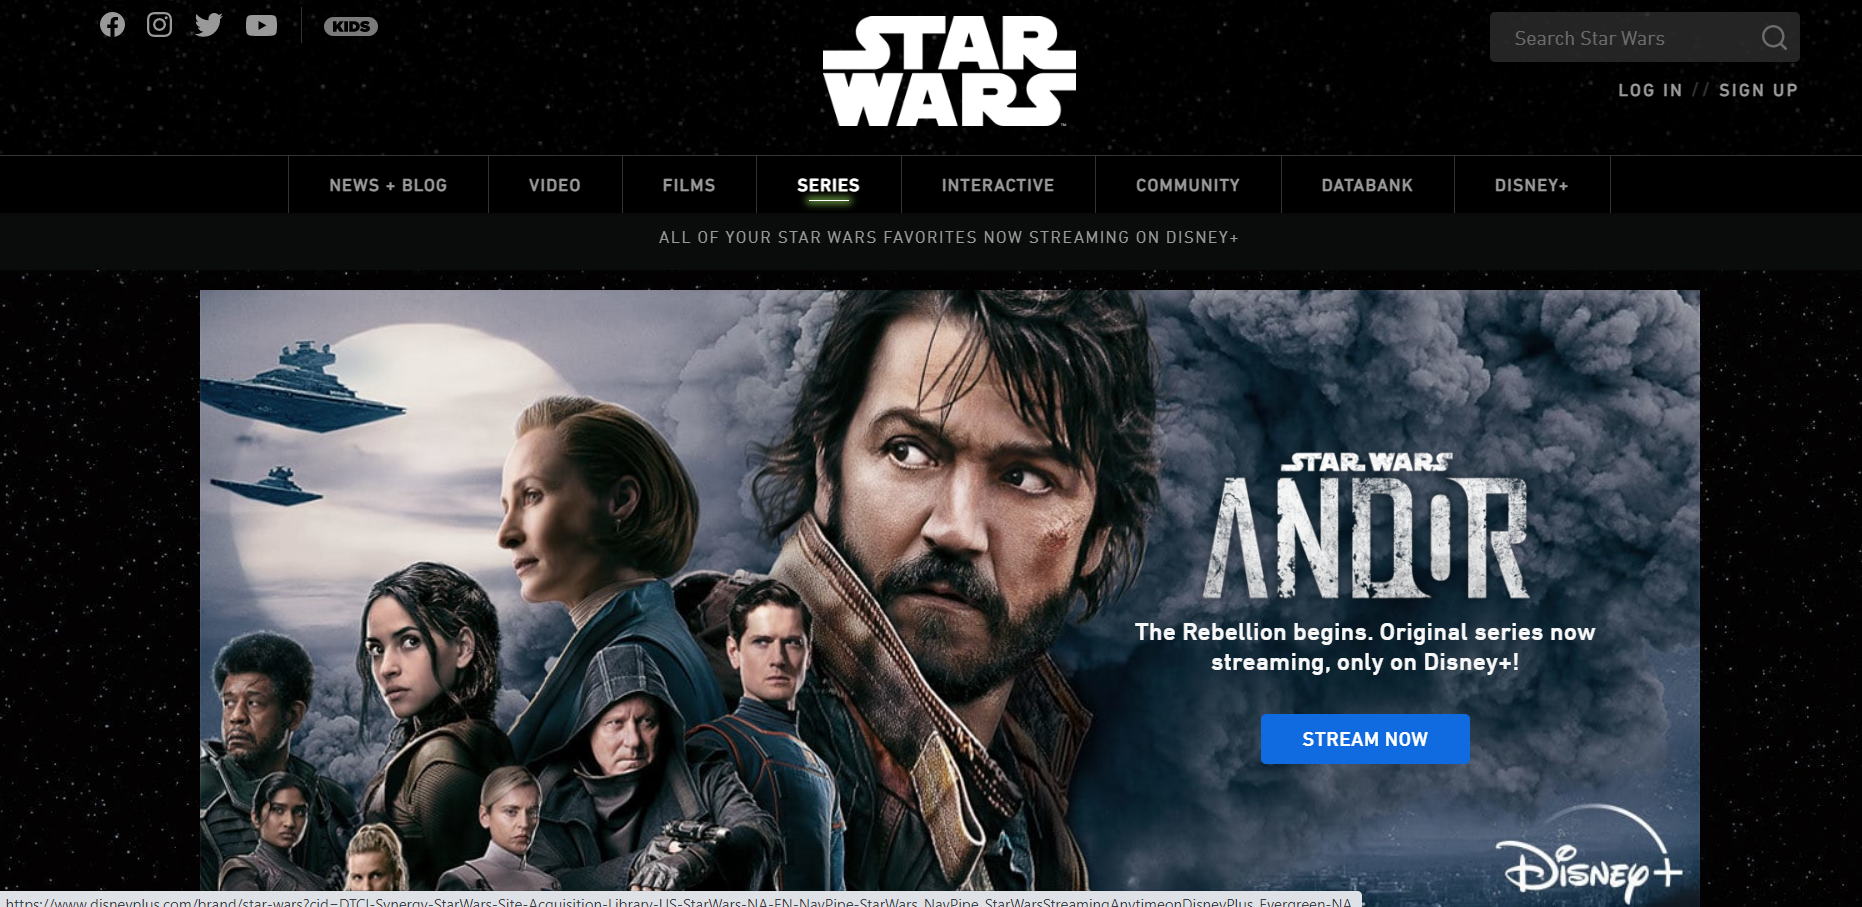 KIDS
STAR
WARS
Search Star Wars
LOG IN // SIGN UP
NEWS + BLOG
VIDEO
FILMS
SERIES
INTERACTIVE
COMMUNITY
DATABANK
DISNEY+
ALL OF YOUR STAR WARS FAVORITES NOW STREAMING ON DISNEY+
STAR WARS
ANDOR
The Rebellion begins. Original series now
streaming, only on Disney+!
STREAM NOW
Disney+
https://www.disneyplus.com/brand/star-wars?cid=DTCI-Synergy-StarWars-Site-Acquisition-Library-US-StarWars-NA-EN-NavPipe-StarWars_NavPipe_StarWarsStreamingAnytimeonDisneyPlus_Evergreen-NA